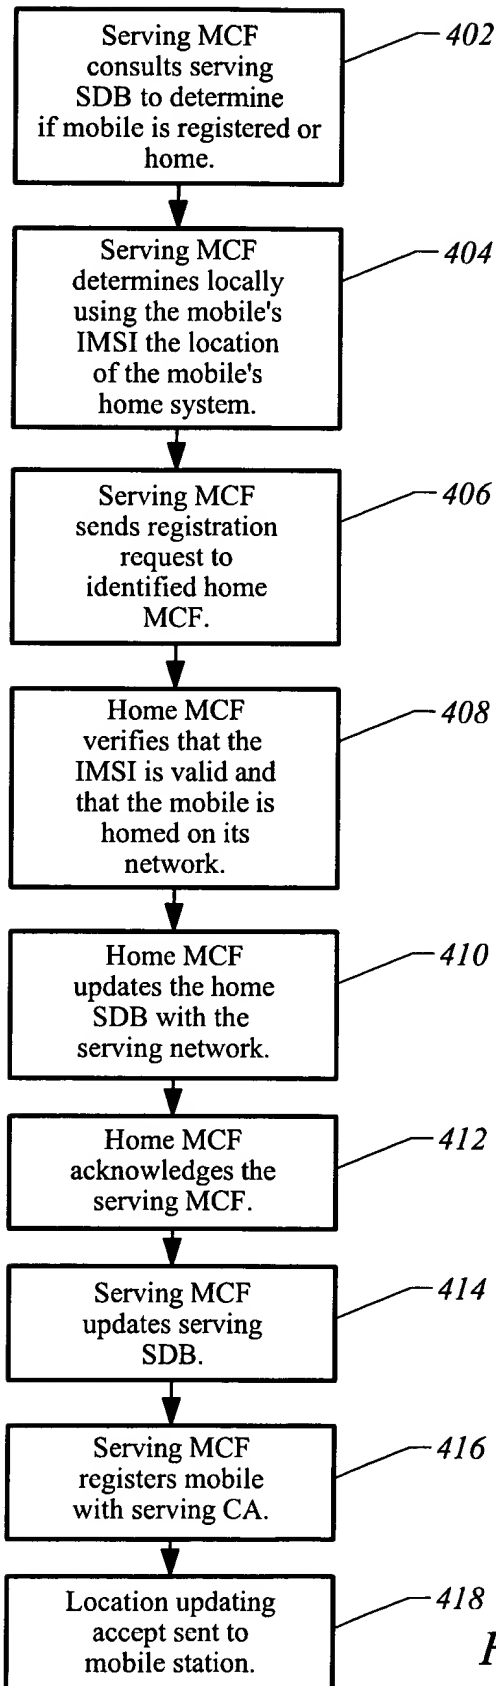 Serving MCF
consults serving
SDB to determine
if mobile is registered or
home.
402
Serving MCF
determines locally
using the mobile's
IMSI the location
of the mobile's
home system.
404
Serving MCF
sends registration
request to
identified home
MCF.
406
Home MCF
verifies that the
IMSI is valid and
that the mobile is
homed on its
network.
408
Home MCF
updates the home
SDB with the
serving network.
410
Home MCF
acknowledges the
serving MCF.
412
Serving MCF
updates serving
SDB.
414
Serving MCF
registers mobile
with serving CA.
416
Location updating
accept sent to
mobile station.
418